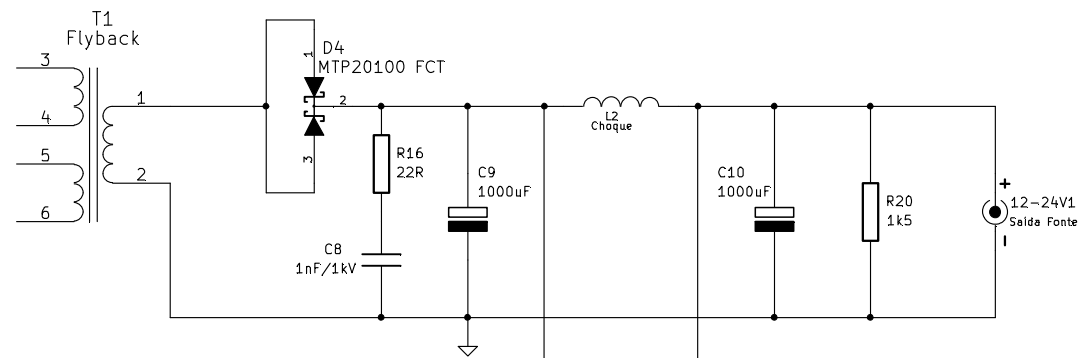 T1
Flyback
3
4
5
6
1
2
D4
MTP20100 FCT
1
2
3
R16
22R
C8
1nF/1kV
C9
1000uF
L2
Choque
C10
1000uF
R20
1k5
+
12-24V1
Saida Fonte
-